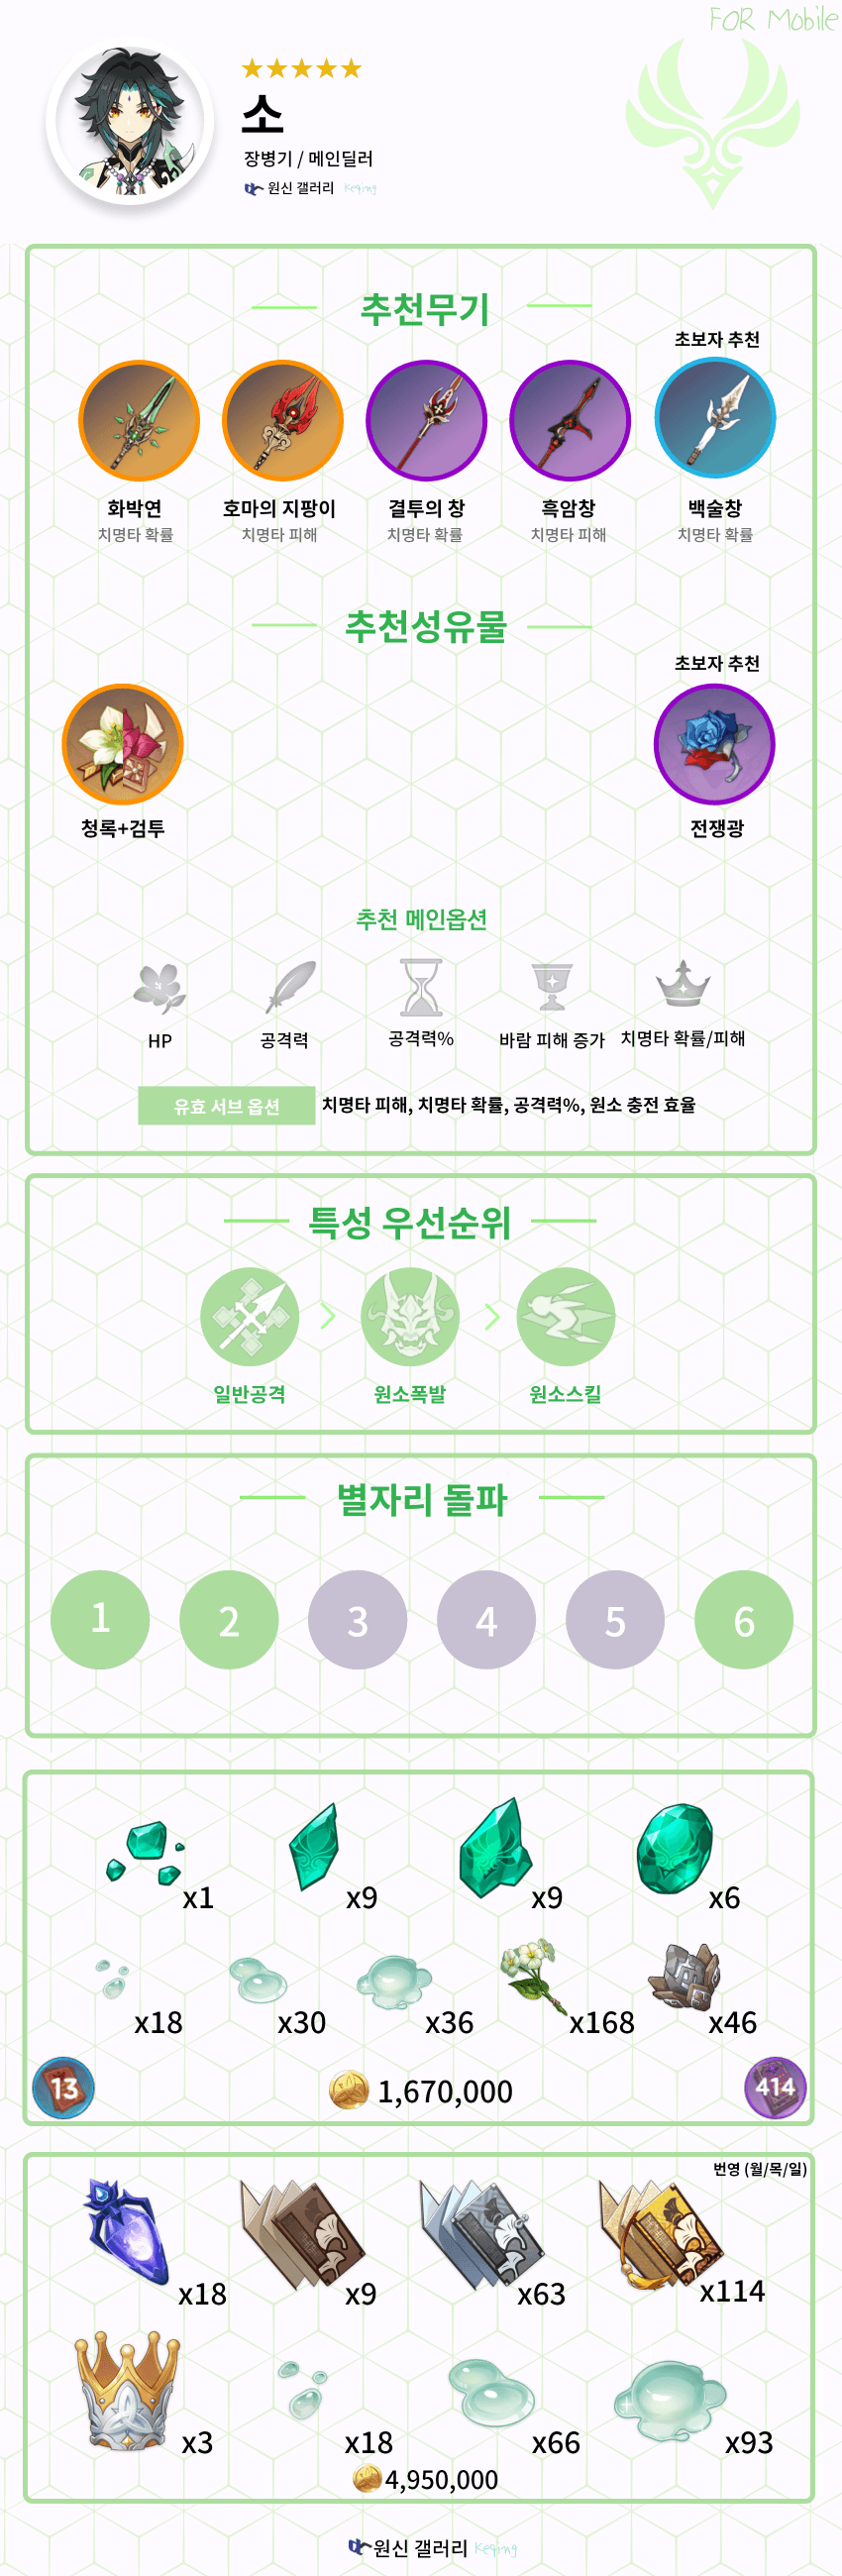 FOR Mobile
소
장병기 / 메인딜러
원신 갤러리 Keqing
추천무기
초보자 추천
화박연 호마의 지팡이 결투의 창 흑암창 백술창
치명타 확률 치명타 피해 치명타 확률 치명타 피해 치명타 확률
추천성유물
초보자 추천
청록+검투 전쟁광
추천 메인옵션
HP 공격력 공격력% 바람 피해 증가 치명타 확률/피해
유효 서브 옵션 치명타 피해, 치명타 확률, 공격력%, 원소 충전 효율
특성 우선순위
일반공격 원소폭발 원소스킬
별자리 돌파
1 2 3 4 5 6
x1 x9 x9 x6
x18 x30 x36 x168 x46
13 1,670,000 414
번영 (월/목/일)
x18 x9 x63 x114
x3 x18 x66 x93
4,950,000
원신 갤러리 Keqing